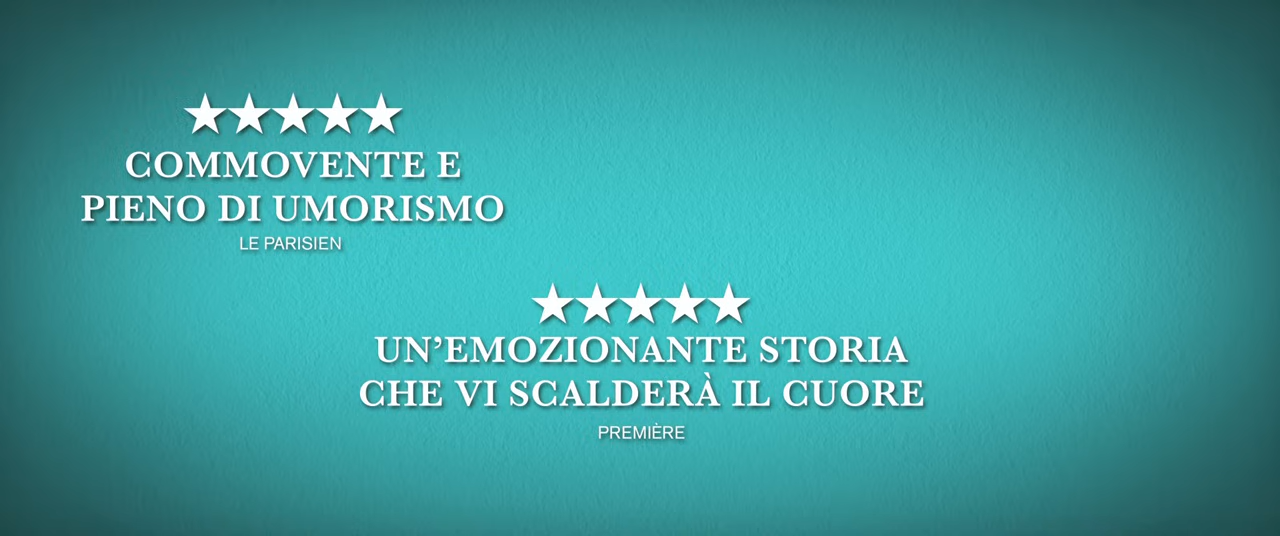 ★★★★★
COMMOVENTE E
PIENO DI UMORISMO
LE PARISIEN
★★★★★
UN’EMOZIONANTE STORIA
CHE VI SCALDERÀ IL CUORE
PREMIÈRE